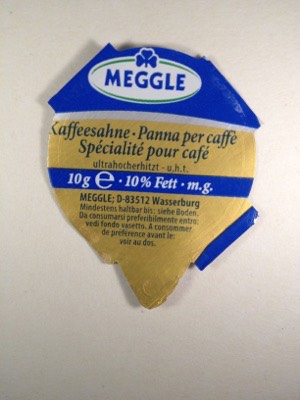 MEGGLE
Kaffeesahne · Panna per caffè
Spécialité pour café
ultrahocherhitzt - u.h.t.
10 g ℮ · 10% Fett · m.g.
MEGGLE; D-83512 Wasserburg
Mindestens haltbar bis: siehe Boden.
Da consumarsi preferibilmente entro:
vedi fondo vasetto. A consommer
de préférence avant le:
voir au dos.